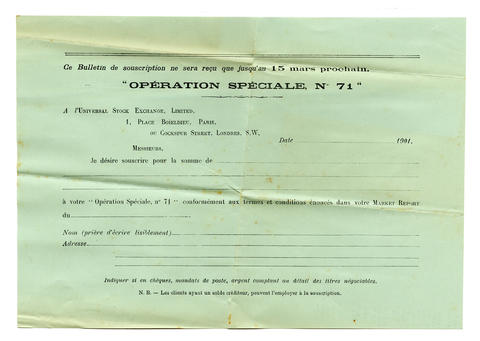 Ce Bulletin de souscription ne sera reçu que jusqu'au 15 mars prochain.
"OPÉRATION SPÉCIALE, N° 71"
A l'Universal Stock Exchange, Limited,
1, Place Boieldieu, Paris,
ou Cockspur Street, Londres, S.W.
Date 1901.
Messieurs,
Je désire souscrire pour la somme de
à votre "Opération Spéciale, n° 71" conformément aux termes et conditions énoncés dans votre Market Report
du
Nom (prière d'écrire lisiblement)
Adresse
Indiquer si en chèques, mandats de poste, argent comptant ou détail des titres négociables.
N. B. — Les clients ayant un solde créditeur, peuvent l'employer à la souscription.